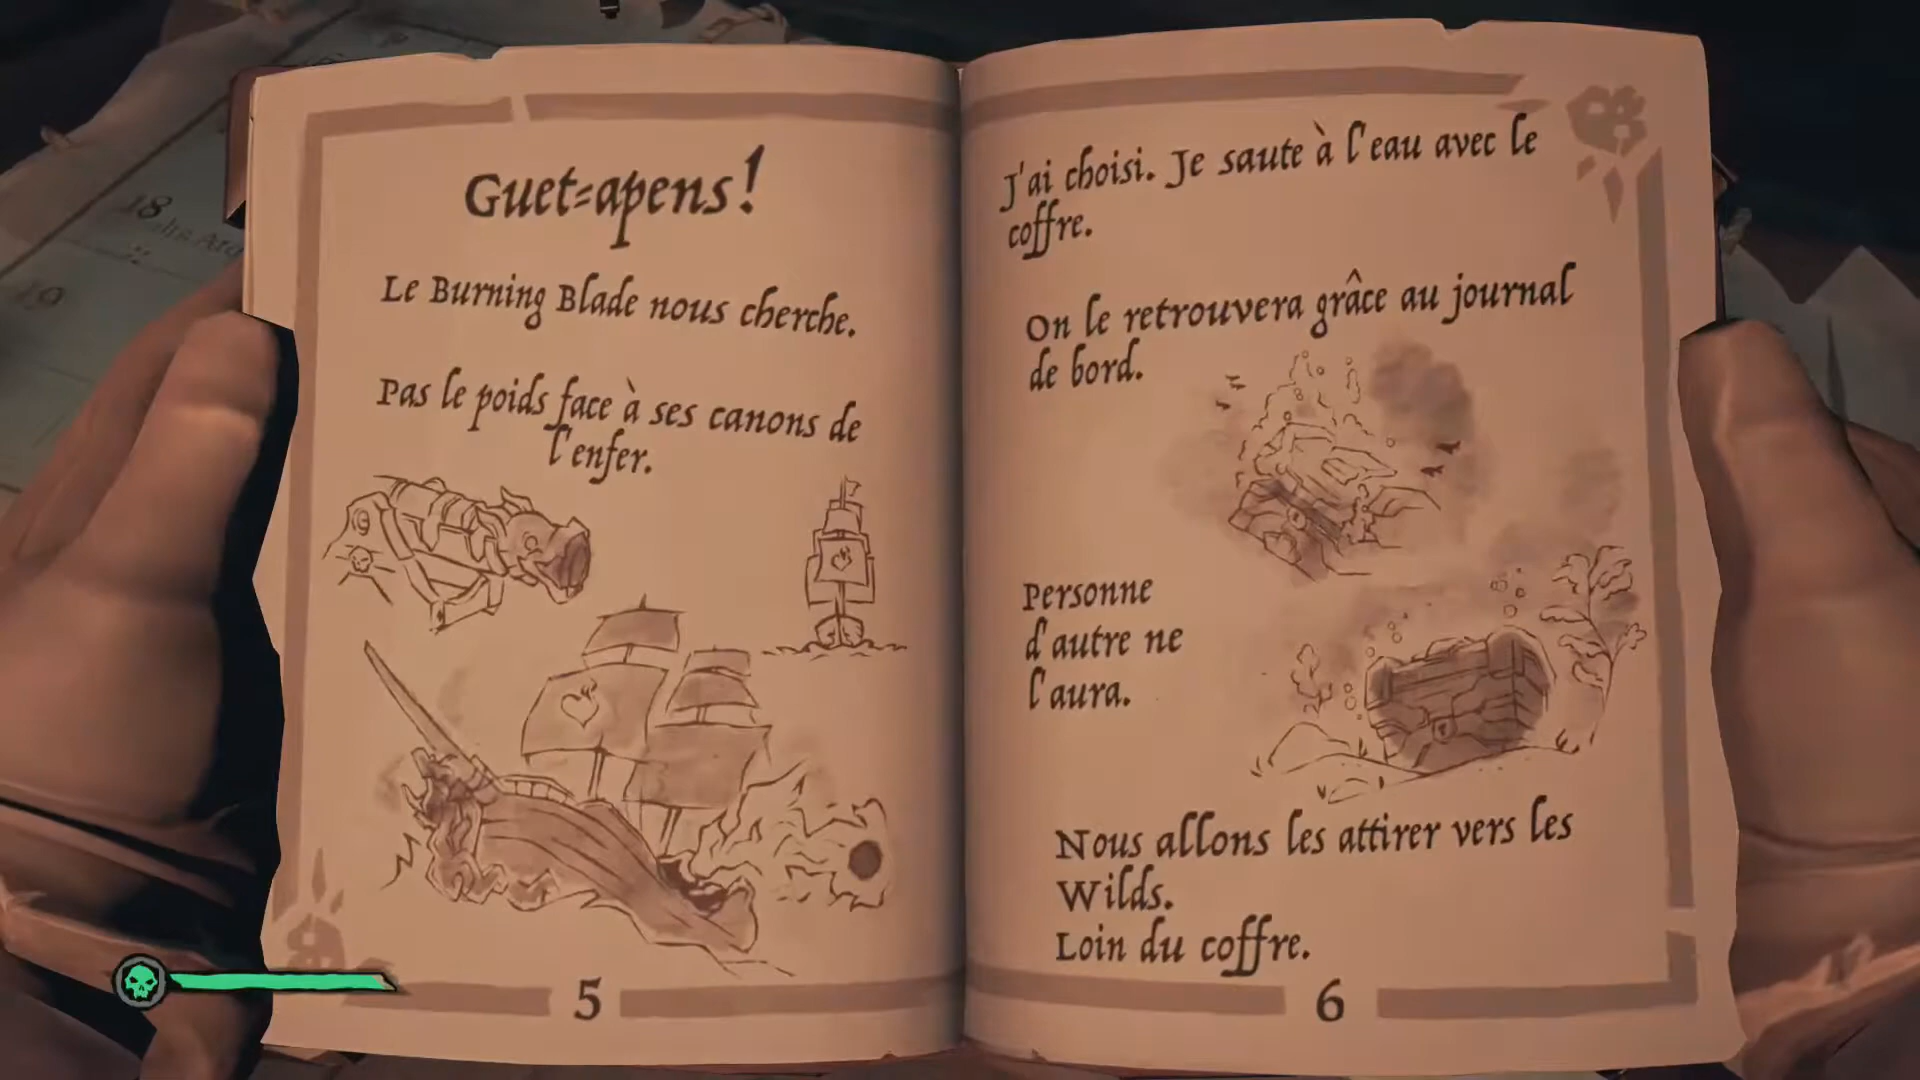 Guet-apens!
Le Burning Blade nous cherche.
Pas le poids face à ses canons de
l'enfer.
5
J'ai choisi. Je saute à l'eau avec le
coffre.
On le retrouvera grâce au journal
de bord.
Personne
d'autre ne
l'aura.
Nous allons les attirer vers les
Wilds.
Loin du coffre.
6
18
19